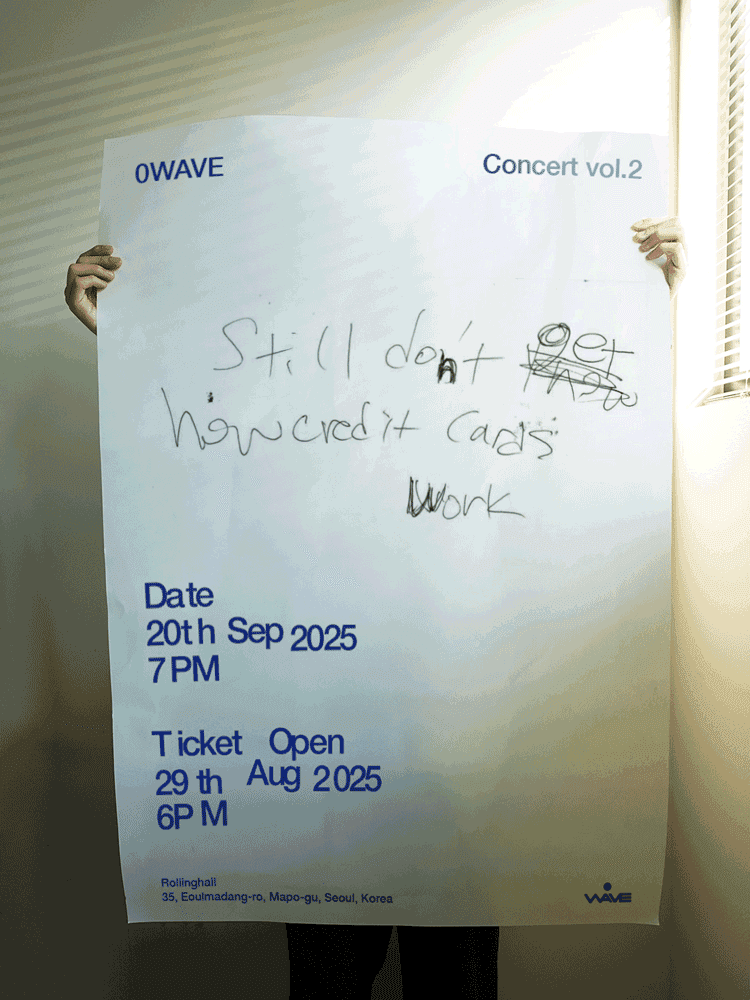 0WAVE
Concert vol.2
Still don't get
how credit cards
work
Date
20th Sep 2025
7PM
Ticket Open
29th Aug 2025
6PM
Rollinghall
35, Eoulmadang-ro, Mapo-gu, Seoul, Korea
WAVE